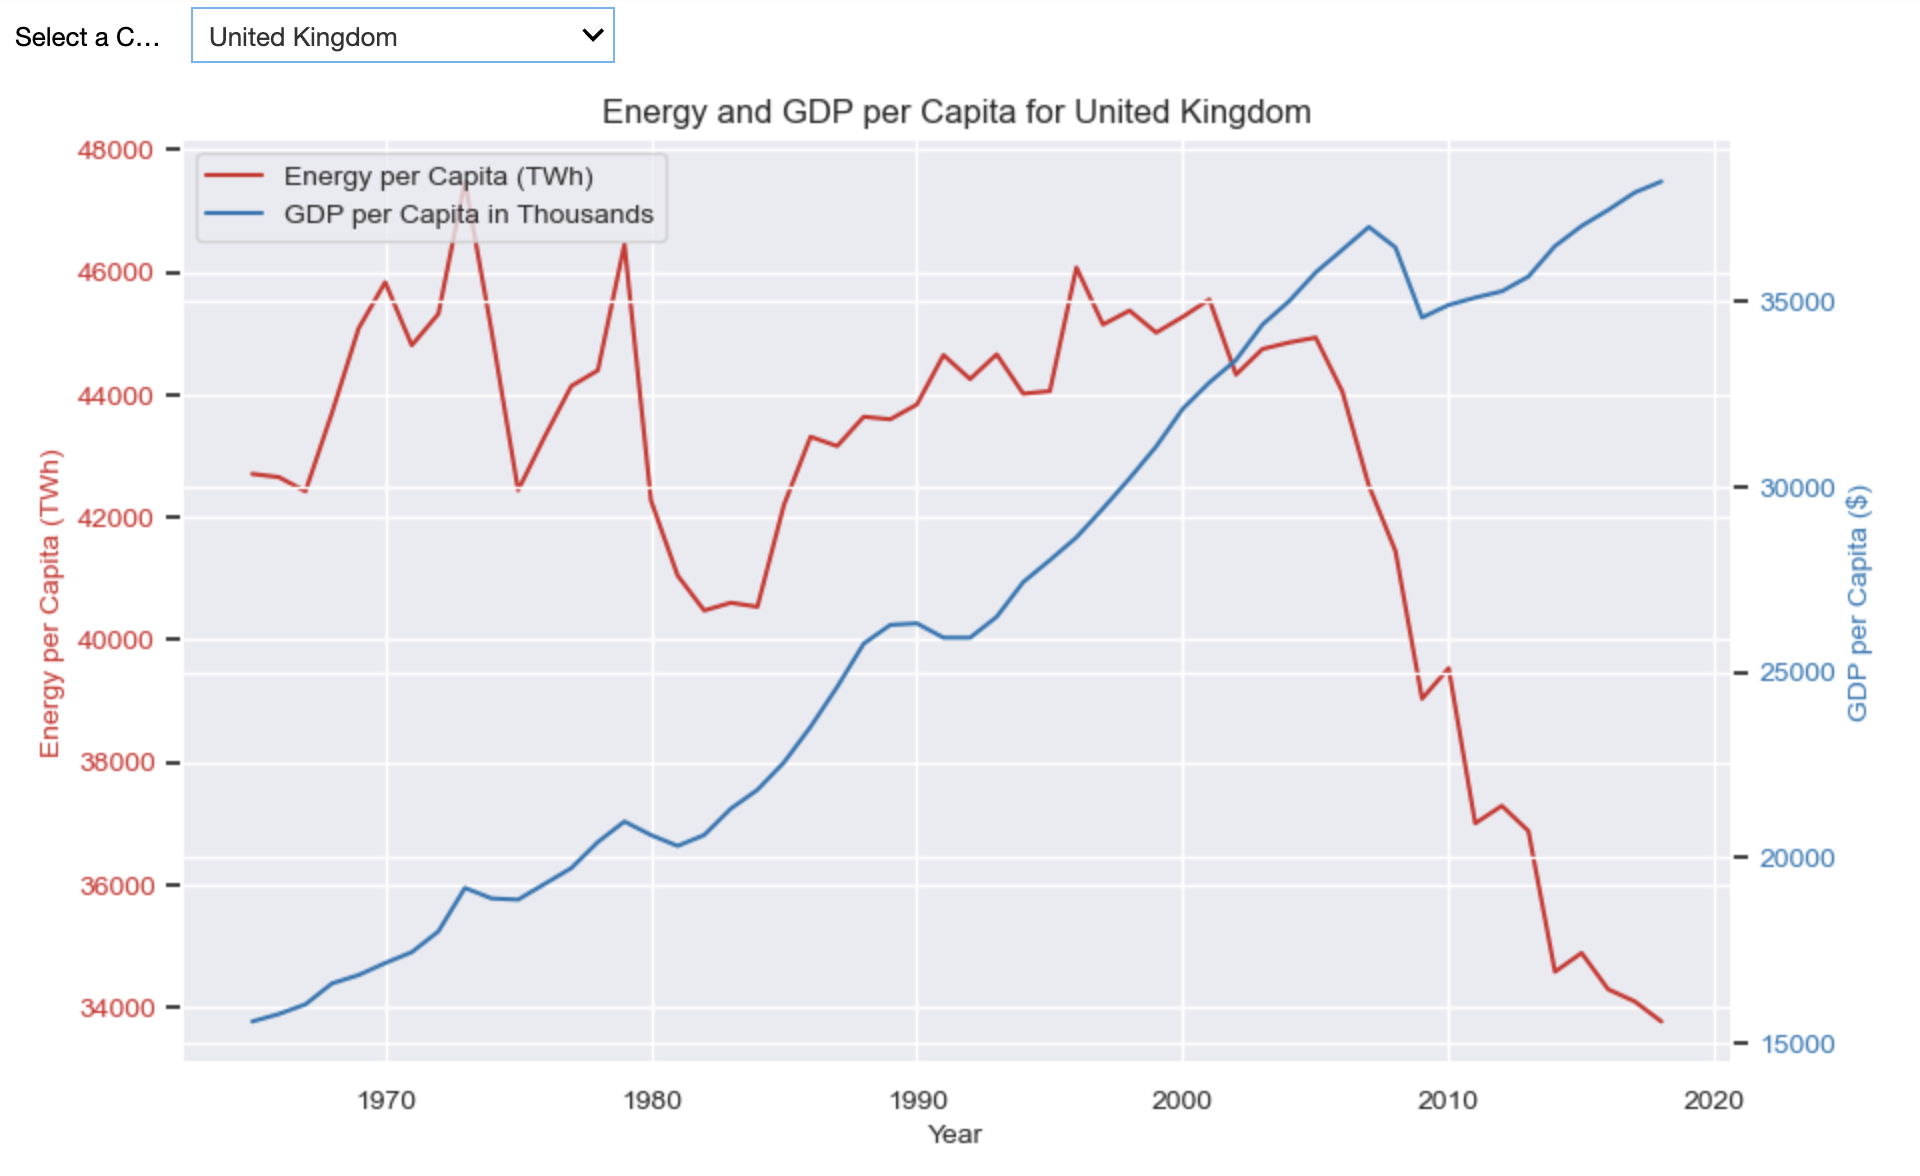 Select a C...
United Kingdom
Energy and GDP per Capita for United Kingdom
Energy per Capita (TWh)
GDP per Capita in Thousands
48000
46000
44000
42000
40000
38000
36000
34000
Energy per Capita (TWh)
35000
30000
25000
20000
15000
GDP per Capita ($)
1970 1980 1990 2000 2010 2020
Year